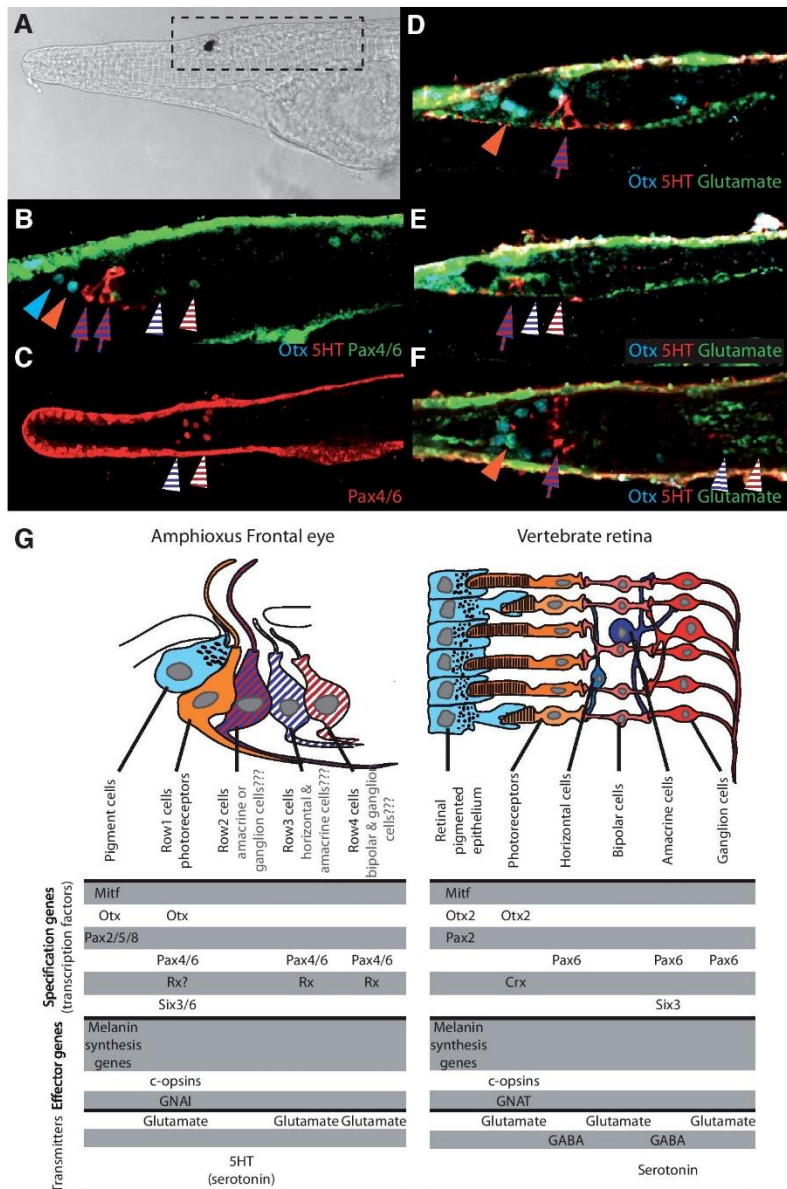 A
D
Otx 5HT Glutamate
B
E
Otx 5HT Pax4/6
Otx 5HT Glutamate
C
F
Pax4/6
Otx 5HT Glutamate
G
Amphioxus Frontal eye
Vertebrate retina
Pigment cells
Row1 cells
photoreceptors
Row2 cells
amacrine or
ganglion cells???
Row3 cells
horizontal &
amacrine cells???
Row4 cells
bipolar & ganglion
cells???
Retinal
pigmented
epithelium
Photoreceptors
Horizontal cells
Bipolar cells
Amacrine cells
Ganglion cells
Specification genes
(transcription factors)
Mitf
Otx Otx
Pax2/5/8
Pax4/6 Pax4/6 Pax4/6
Rx? Rx Rx
Six3/6
Mitf
Otx2 Otx2
Pax2
Pax6 Pax6 Pax6
Crx
Six3
Effector genes
Melanin
synthesis
genes
c-opsins
GNAI
Melanin
synthesis
genes
c-opsins
GNAT
Transmitters
Glutamate Glutamate Glutamate
5HT
(serotonin)
Glutamate Glutamate Glutamate
GABA GABA
Serotonin